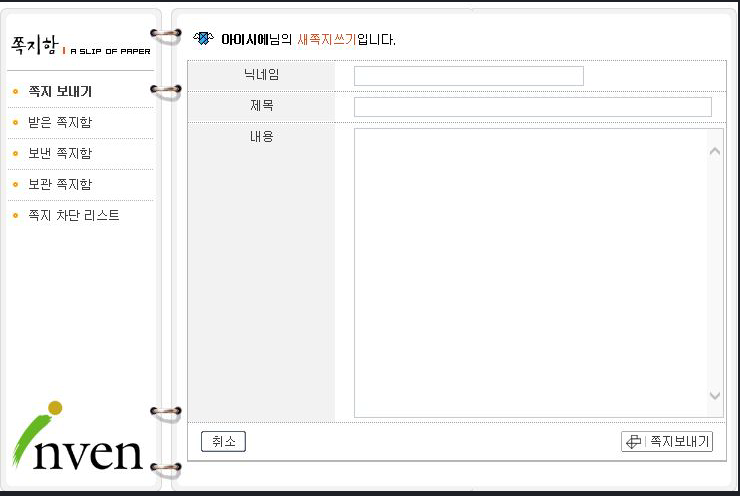 쪽지함 A SLIP OF PAPER
쪽지 보내기
받은 쪽지함
보낸 쪽지함
보관 쪽지함
쪽지 차단 리스트
inven
아이시에님의 새쪽지쓰기입니다.
닉네임
제목
내용
취소
쪽지보내기